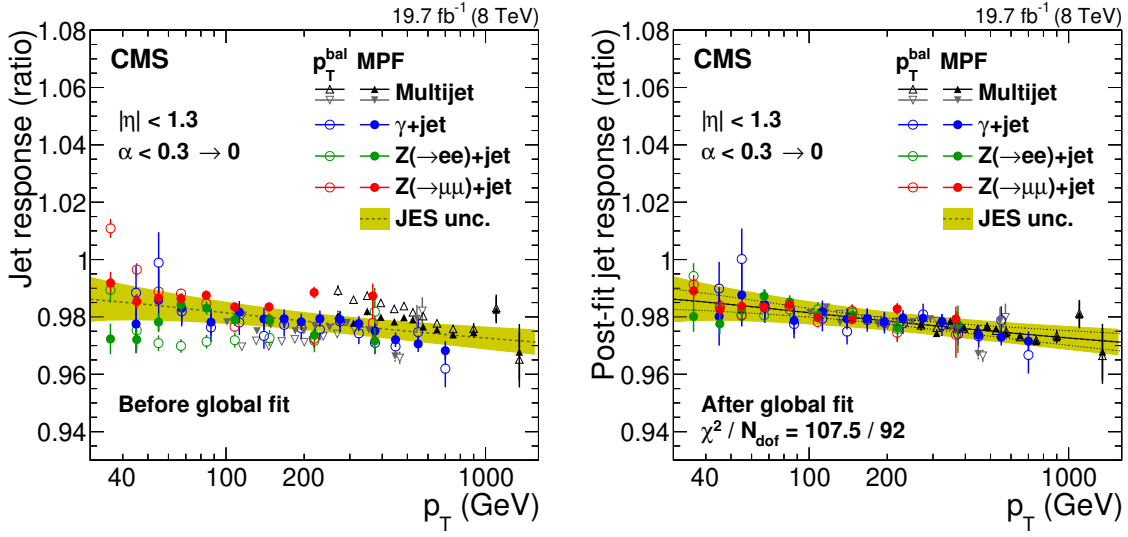 19.7 fb⁻¹ (8 TeV)
Jet response (ratio)
1.08
1.06
1.04
1.02
1
0.98
0.96
0.94
CMS
|η| < 1.3
α < 0.3 → 0
p_T^bal MPF
Multijet
γ+jet
Z(→ee)+jet
Z(→μμ)+jet
JES unc.
Before global fit
40 100 200 1000
p_T (GeV)
19.7 fb⁻¹ (8 TeV)
Post-fit jet response (ratio)
1.08
1.06
1.04
1.02
1
0.98
0.96
0.94
CMS
|η| < 1.3
α < 0.3 → 0
p_T^bal MPF
Multijet
γ+jet
Z(→ee)+jet
Z(→μμ)+jet
JES unc.
After global fit
χ² / N_dof = 107.5 / 92
40 100 200 1000
p_T (GeV)